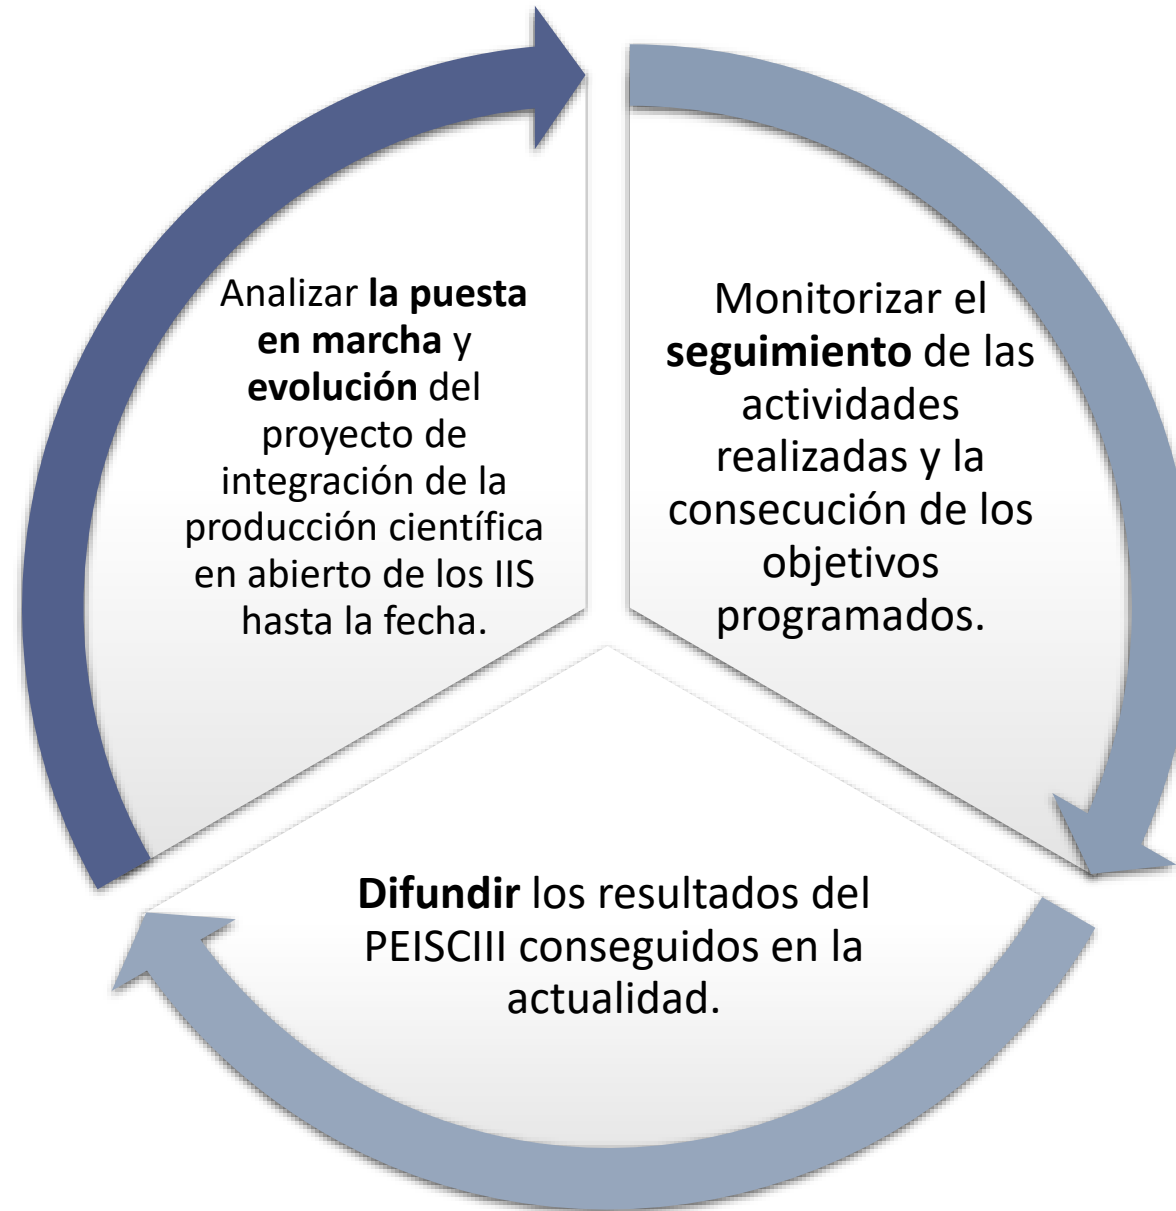 Analizar la puesta
en marcha y
evolución del
proyecto de
integración de la
producción científica
en abierto de los IIS
hasta la fecha.
Monitorizar el
seguimiento de las
actividades
realizadas y la
consecución de los
objetivos
programados.
Difundir los resultados del
PEISCIII conseguidos en la
actualidad.